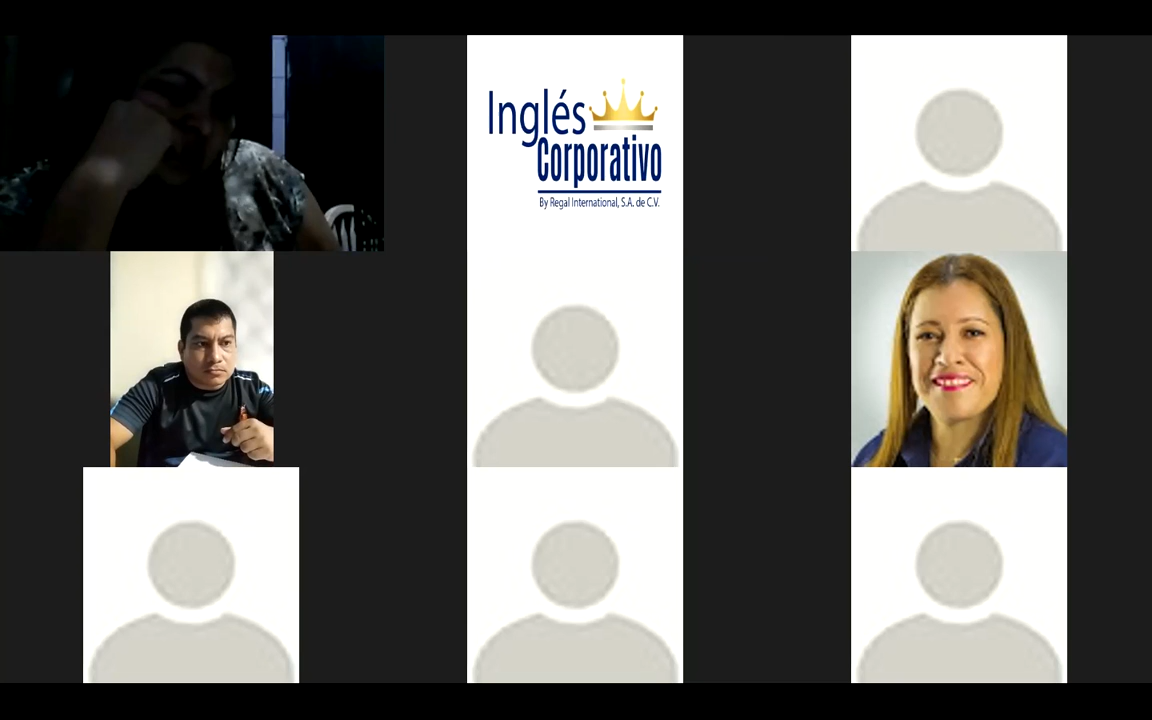 Inglés
Corporativo
By Regal International, S.A. de C.V.